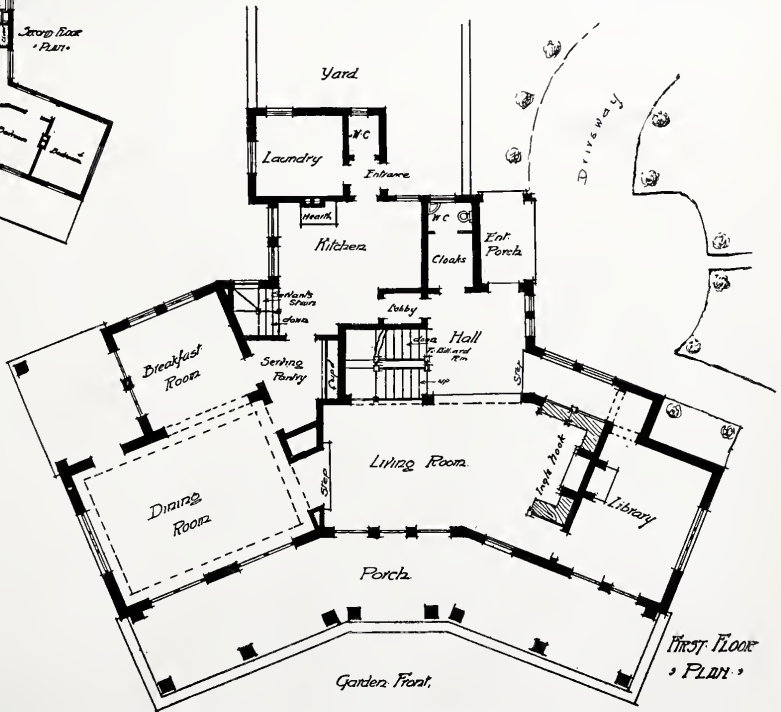 Second Floor
• Plan •
Bedroom
Yard
Driveway
Laundry
W·C
Entrance
Hearth
W C
Kitchen
Cloaks
Ent.
Porch
Servants
Stairs
down
Lobby
Hall
down
To Billiard
Rm
up
Breakfast
Room
Serving
Pantry
Cup'd
Step
Living Room
Ingle Nook
Step
Dining
Room
Library
Porch
First Floor
• Plan •
Garden Front.